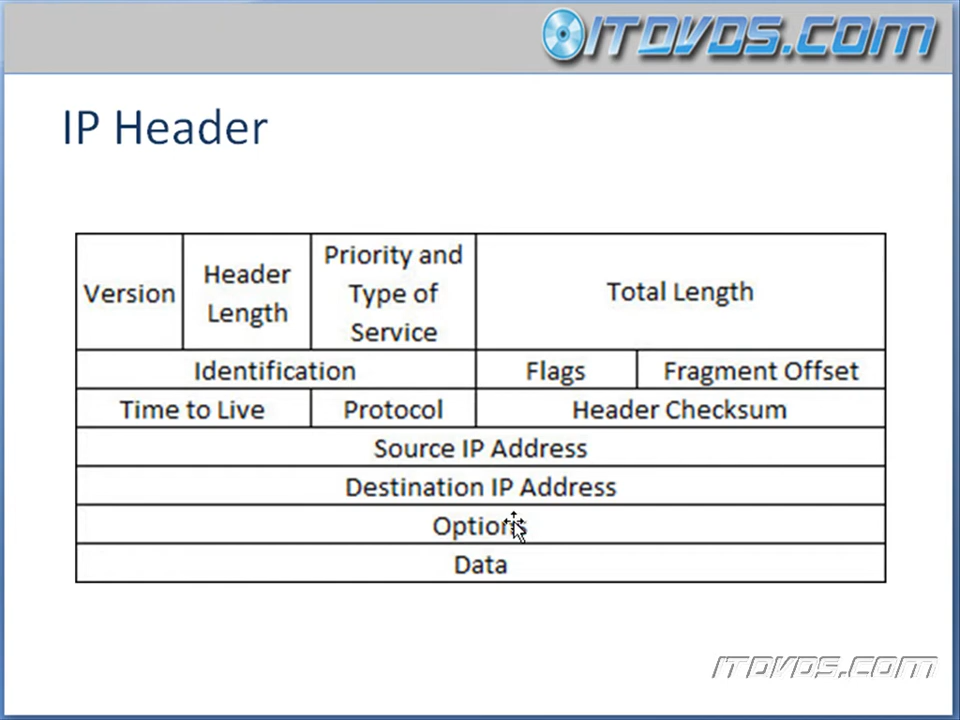 ITDVDS.COM
IP Header
Version
Header
Length
Priority and
Type of
Service
Total Length
Identification
Flags
Fragment Offset
Time to Live
Protocol
Header Checksum
Source IP Address
Destination IP Address
Options
Data
ITDVDS.COM